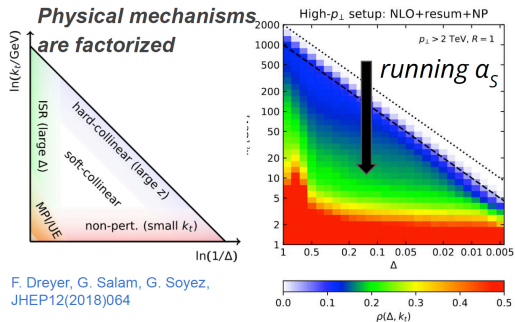 Physical mechanisms
are factorized
ln(kt/GeV)
ISR (large Δ)
hard-collinear (large z)
soft-collinear
MPI/UE
non-pert. (small kt)
ln(1/Δ)
F. Dreyer, G. Salam, G. Soyez,
JHEP12(2018)064
High-p⊥ setup: NLO+resum+NP
p⊥ > 2 TeV, R = 1
running αS
2000
1000
500
200
100
50
20
10
5
2
1 0.5 0.2 0.1 0.05 0.02 0.01 0.005
Δ
0.0 0.1 0.2 0.3 0.4 0.5
ρ(Δ, kt)